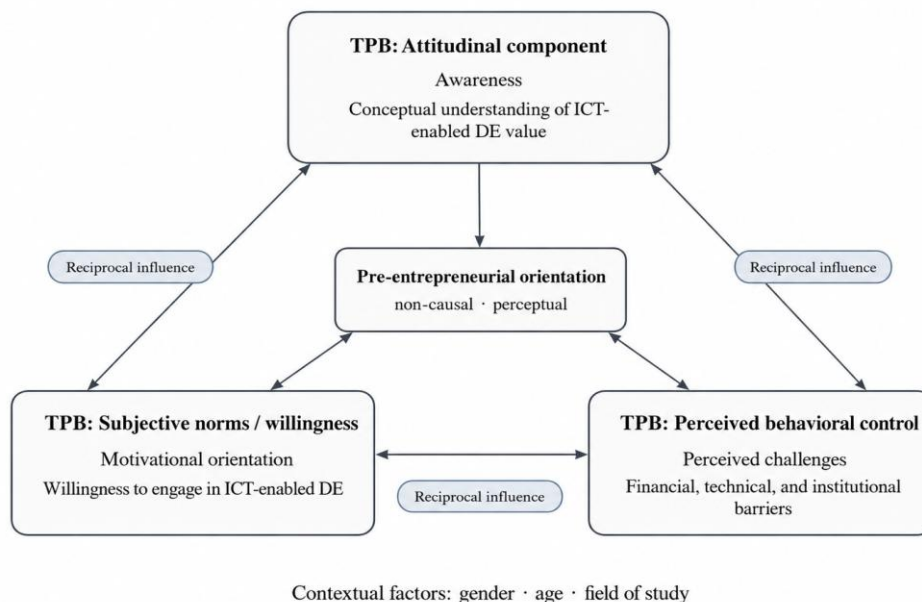 TPB: Attitudinal component
Awareness
Conceptual understanding of ICT-
enabled DE value
Reciprocal influence
Reciprocal influence
Pre-entrepreneurial orientation
non-causal · perceptual
TPB: Subjective norms / willingness
Motivational orientation
Willingness to engage in ICT-enabled DE
TPB: Perceived behavioral control
Perceived challenges
Financial, technical, and institutional
barriers
Reciprocal influence
Contextual factors: gender · age · field of study